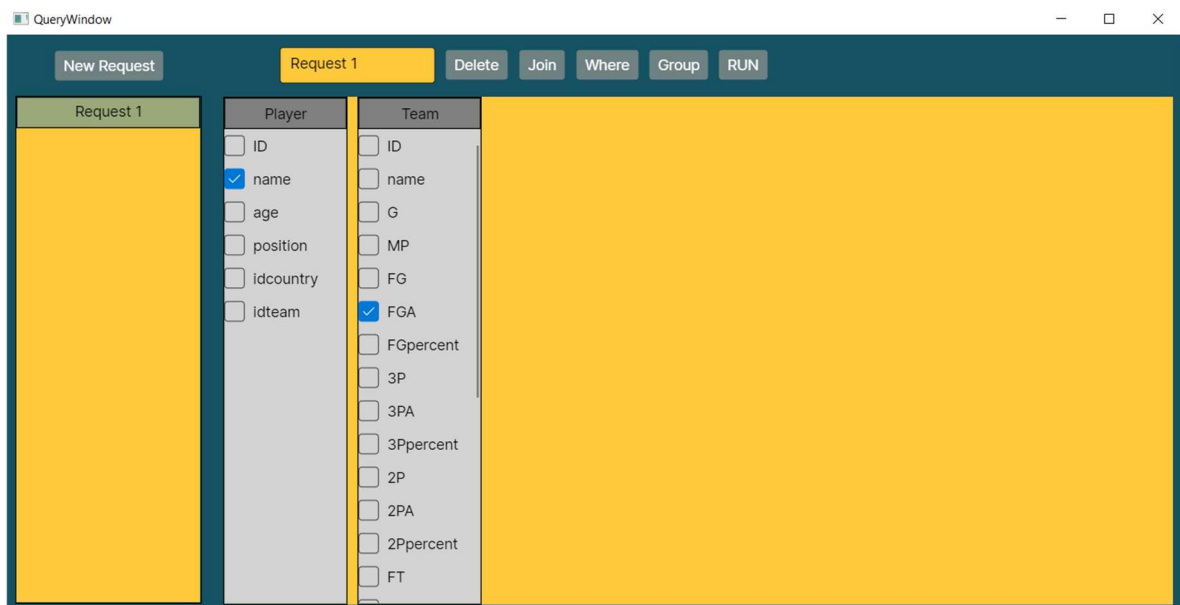 QueryWindow
New Request
Request 1
Delete
Join
Where
Group
RUN
Request 1
Player
ID
name
age
position
idcountry
idteam
Team
ID
name
G
MP
FG
FGA
FGpercent
3P
3PA
3Ppercent
2P
2PA
2Ppercent
FT